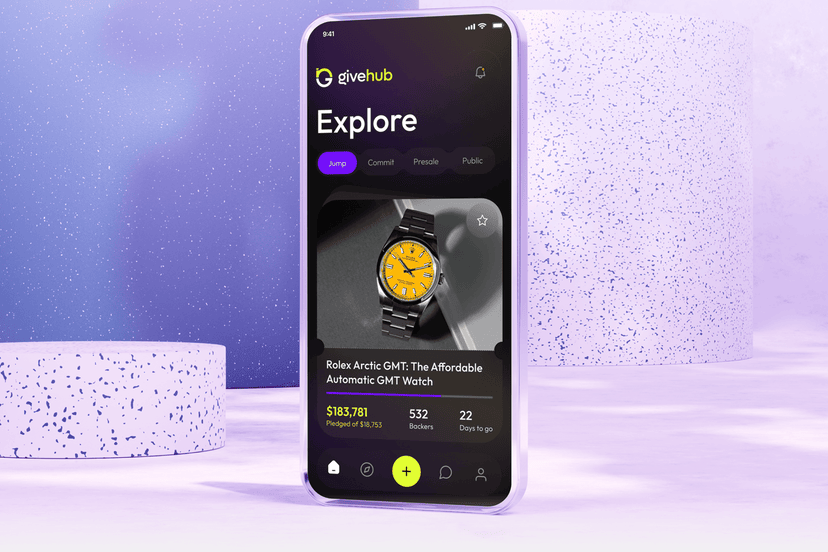 9:41
givehub
Explore
Jump
Commit
Presale
Public
Rolex Arctic GMT: The Affordable
Automatic GMT Watch
$183,781
Pledged of $18,753
532
Backers
22
Days to go